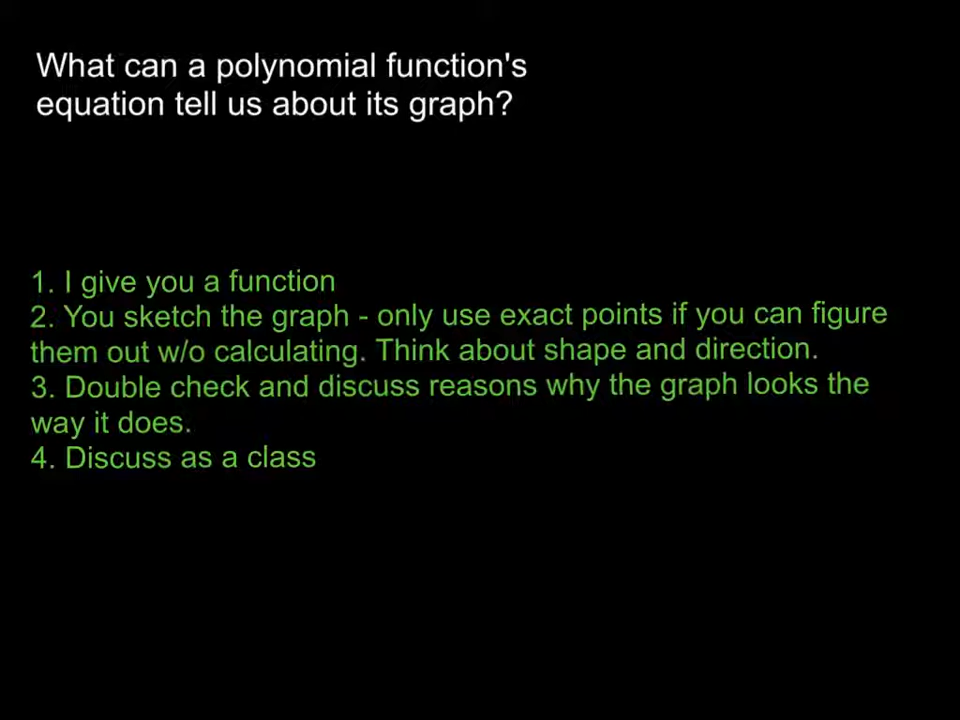 What can a polynomial function's
equation tell us about its graph?
1. I give you a function
2. You sketch the graph - only use exact points if you can figure
them out w/o calculating. Think about shape and direction.
3. Double check and discuss reasons why the graph looks the
way it does.
4. Discuss as a class